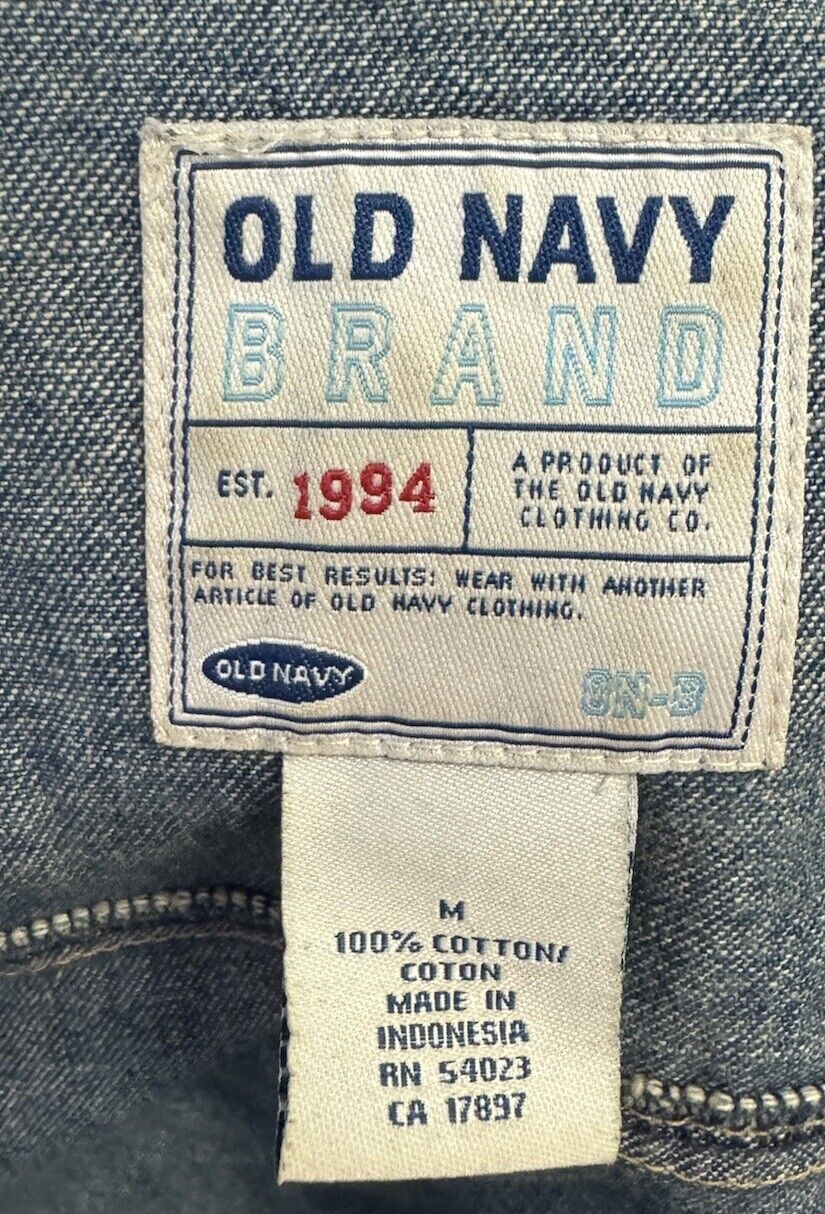 OLD NAVY
BRAND
EST. 1994
A PRODUCT OF
THE OLD NAVY
CLOTHING CO.
FOR BEST RESULTS: WEAR WITH ANOTHER
ARTICLE OF OLD NAVY CLOTHING.
OLD NAVY
M
100% COTTON/
COTON
MADE IN
INDONESIA
RN 54023
CA 17897